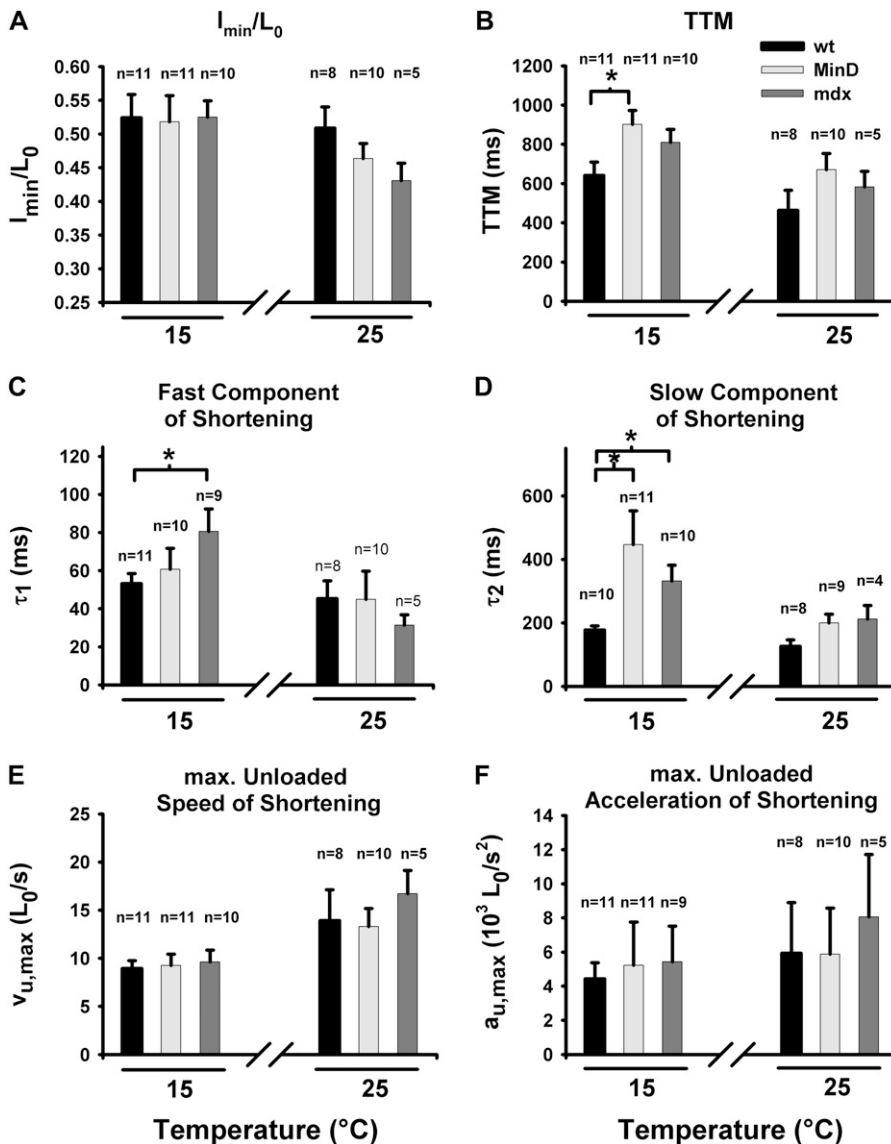 A
l_min/L_0
l_min/L_0
0.60
0.55
0.50
0.45
0.40
0.35
0.30
0.25
n=11 n=11 n=10
n=8 n=10 n=5
15
25
B
TTM
wt
MinD
mdx
TTM (ms)
1200
1000
800
600
400
200
0
n=11 n=11 n=10
*
n=8 n=10 n=5
15
25
C
Fast Component
of Shortening
τ1 (ms)
120
100
80
60
40
20
0
*
n=11
n=10
n=9
n=8
n=10
n=5
15
25
D
Slow Component
of Shortening
τ2 (ms)
600
400
200
0
*
*
n=10
n=11
n=10
n=8
n=9
n=4
15
25
E
max. Unloaded
Speed of Shortening
v_u,max (L_0/s)
25
20
15
10
5
0
n=11 n=11 n=10
n=8 n=10 n=5
15
25
Temperature (°C)
F
max. Unloaded
Acceleration of Shortening
a_u,max (10³ L_0/s²)
14
12
10
8
6
4
2
0
n=11 n=11 n=9
n=8 n=10 n=5
15
25
Temperature (°C)